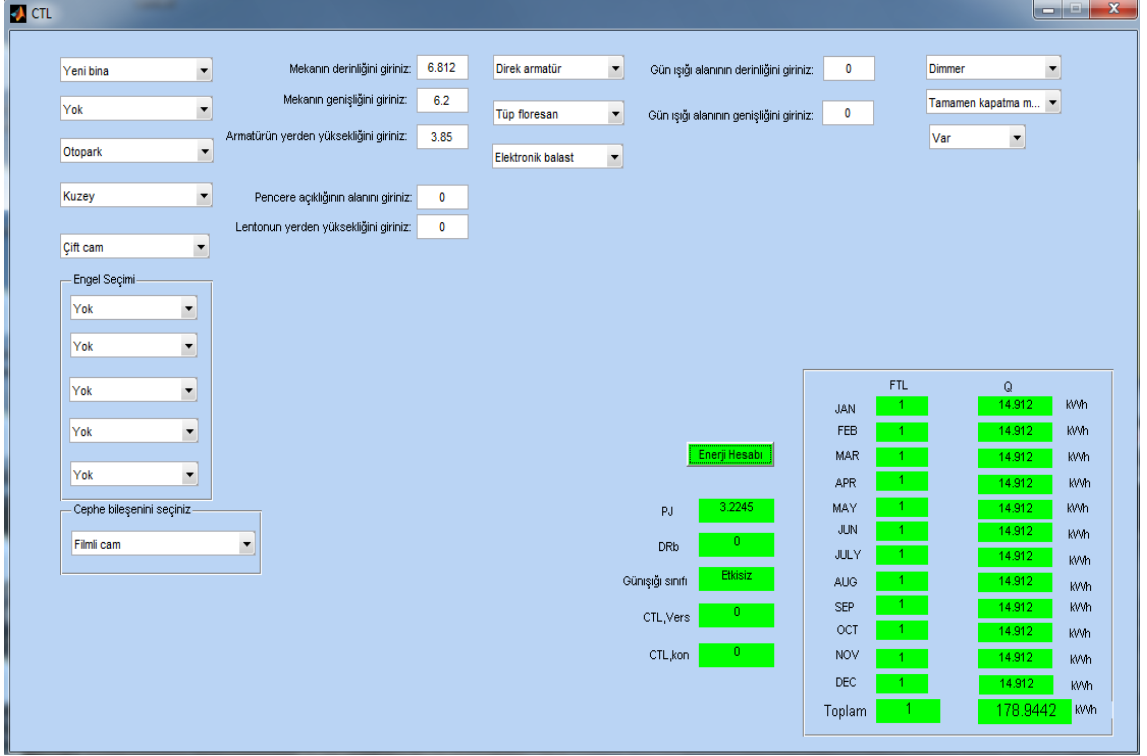 CTL
Yeni bina
Yok
Otopark
Kuzey
Çift cam
Engel Seçimi
Yok
Yok
Yok
Yok
Yok
Cephe bileşenini seçiniz
Filmli cam
Mekanın derinliğini giriniz: 6.812
Mekanın genişliğini giriniz: 6.2
Armatürün yerden yüksekliğini giriniz: 3.85
Pencere açıklığının alanını giriniz: 0
Lentonun yerden yüksekliğini giriniz: 0
Direk armatür
Tüp floresan
Elektronik balast
Gün ışığı alanının derinliğini giriniz: 0
Gün ışığı alanının genişliğini giriniz: 0
Dimmer
Tamamen kapatma m...
Var
Enerji Hesabı
PJ 3.2245
DRb 0
Günışığı sınıfı Etkisiz
CTL,Vers 0
CTL,kon 0
FTL Q
JAN 1 14.912 kWh
FEB 1 14.912 kWh
MAR 1 14.912 kWh
APR 1 14.912 kWh
MAY 1 14.912 kWh
JUN 1 14.912 kWh
JULY 1 14.912 kWh
AUG 1 14.912 kWh
SEP 1 14.912 kWh
OCT 1 14.912 kWh
NOV 1 14.912 kWh
DEC 1 14.912 kWh
Toplam 1 178.9442 kWh